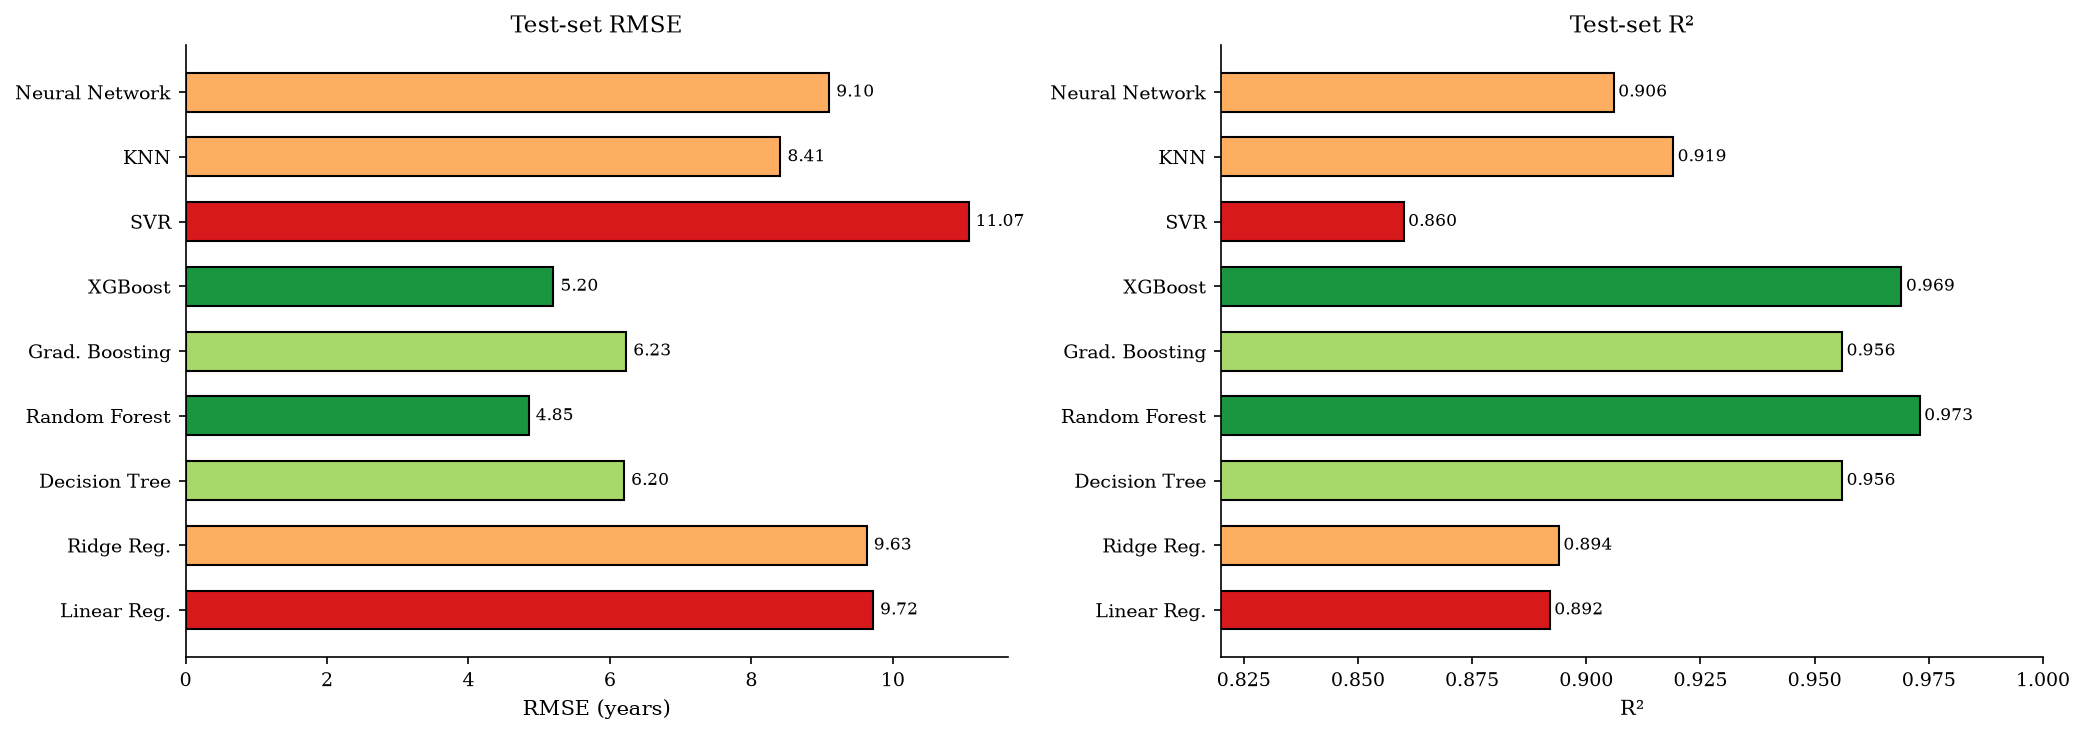 Test-set RMSE
Neural Network 9.10
KNN 8.41
SVR 11.07
XGBoost 5.20
Grad. Boosting 6.23
Random Forest 4.85
Decision Tree 6.20
Ridge Reg. 9.63
Linear Reg. 9.72
0 2 4 6 8 10
RMSE (years)
Test-set R²
Neural Network 0.906
KNN 0.919
SVR 0.860
XGBoost 0.969
Grad. Boosting 0.956
Random Forest 0.973
Decision Tree 0.956
Ridge Reg. 0.894
Linear Reg. 0.892
0.825 0.850 0.875 0.900 0.925 0.950 0.975 1.000
R²